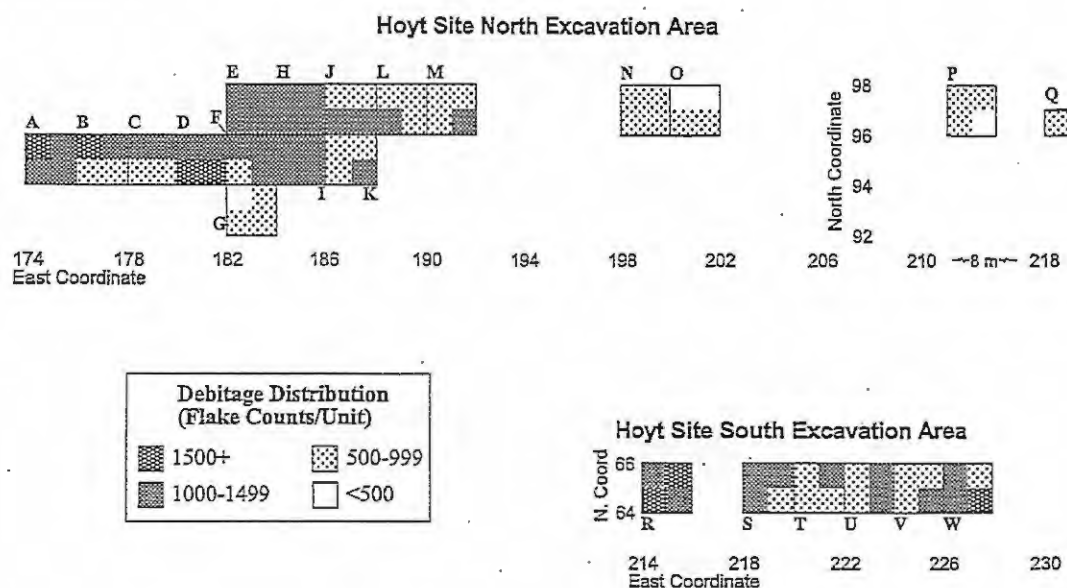 Hoyt Site North Excavation Area
E H J L M N O P
F
A B C D
Q
98
96
94
92
North Coordinate
I K
G
174 178 182 186 190 194 198 202 206 210 ~8 m~ 218
East Coordinate
Debitage Distribution
(Flake Counts/Unit)
1500+ 500-999
1000-1499 <500
Hoyt Site South Excavation Area
N. Coord
66
64
R S T U V W
214 218 222 226 230
East Coordinate